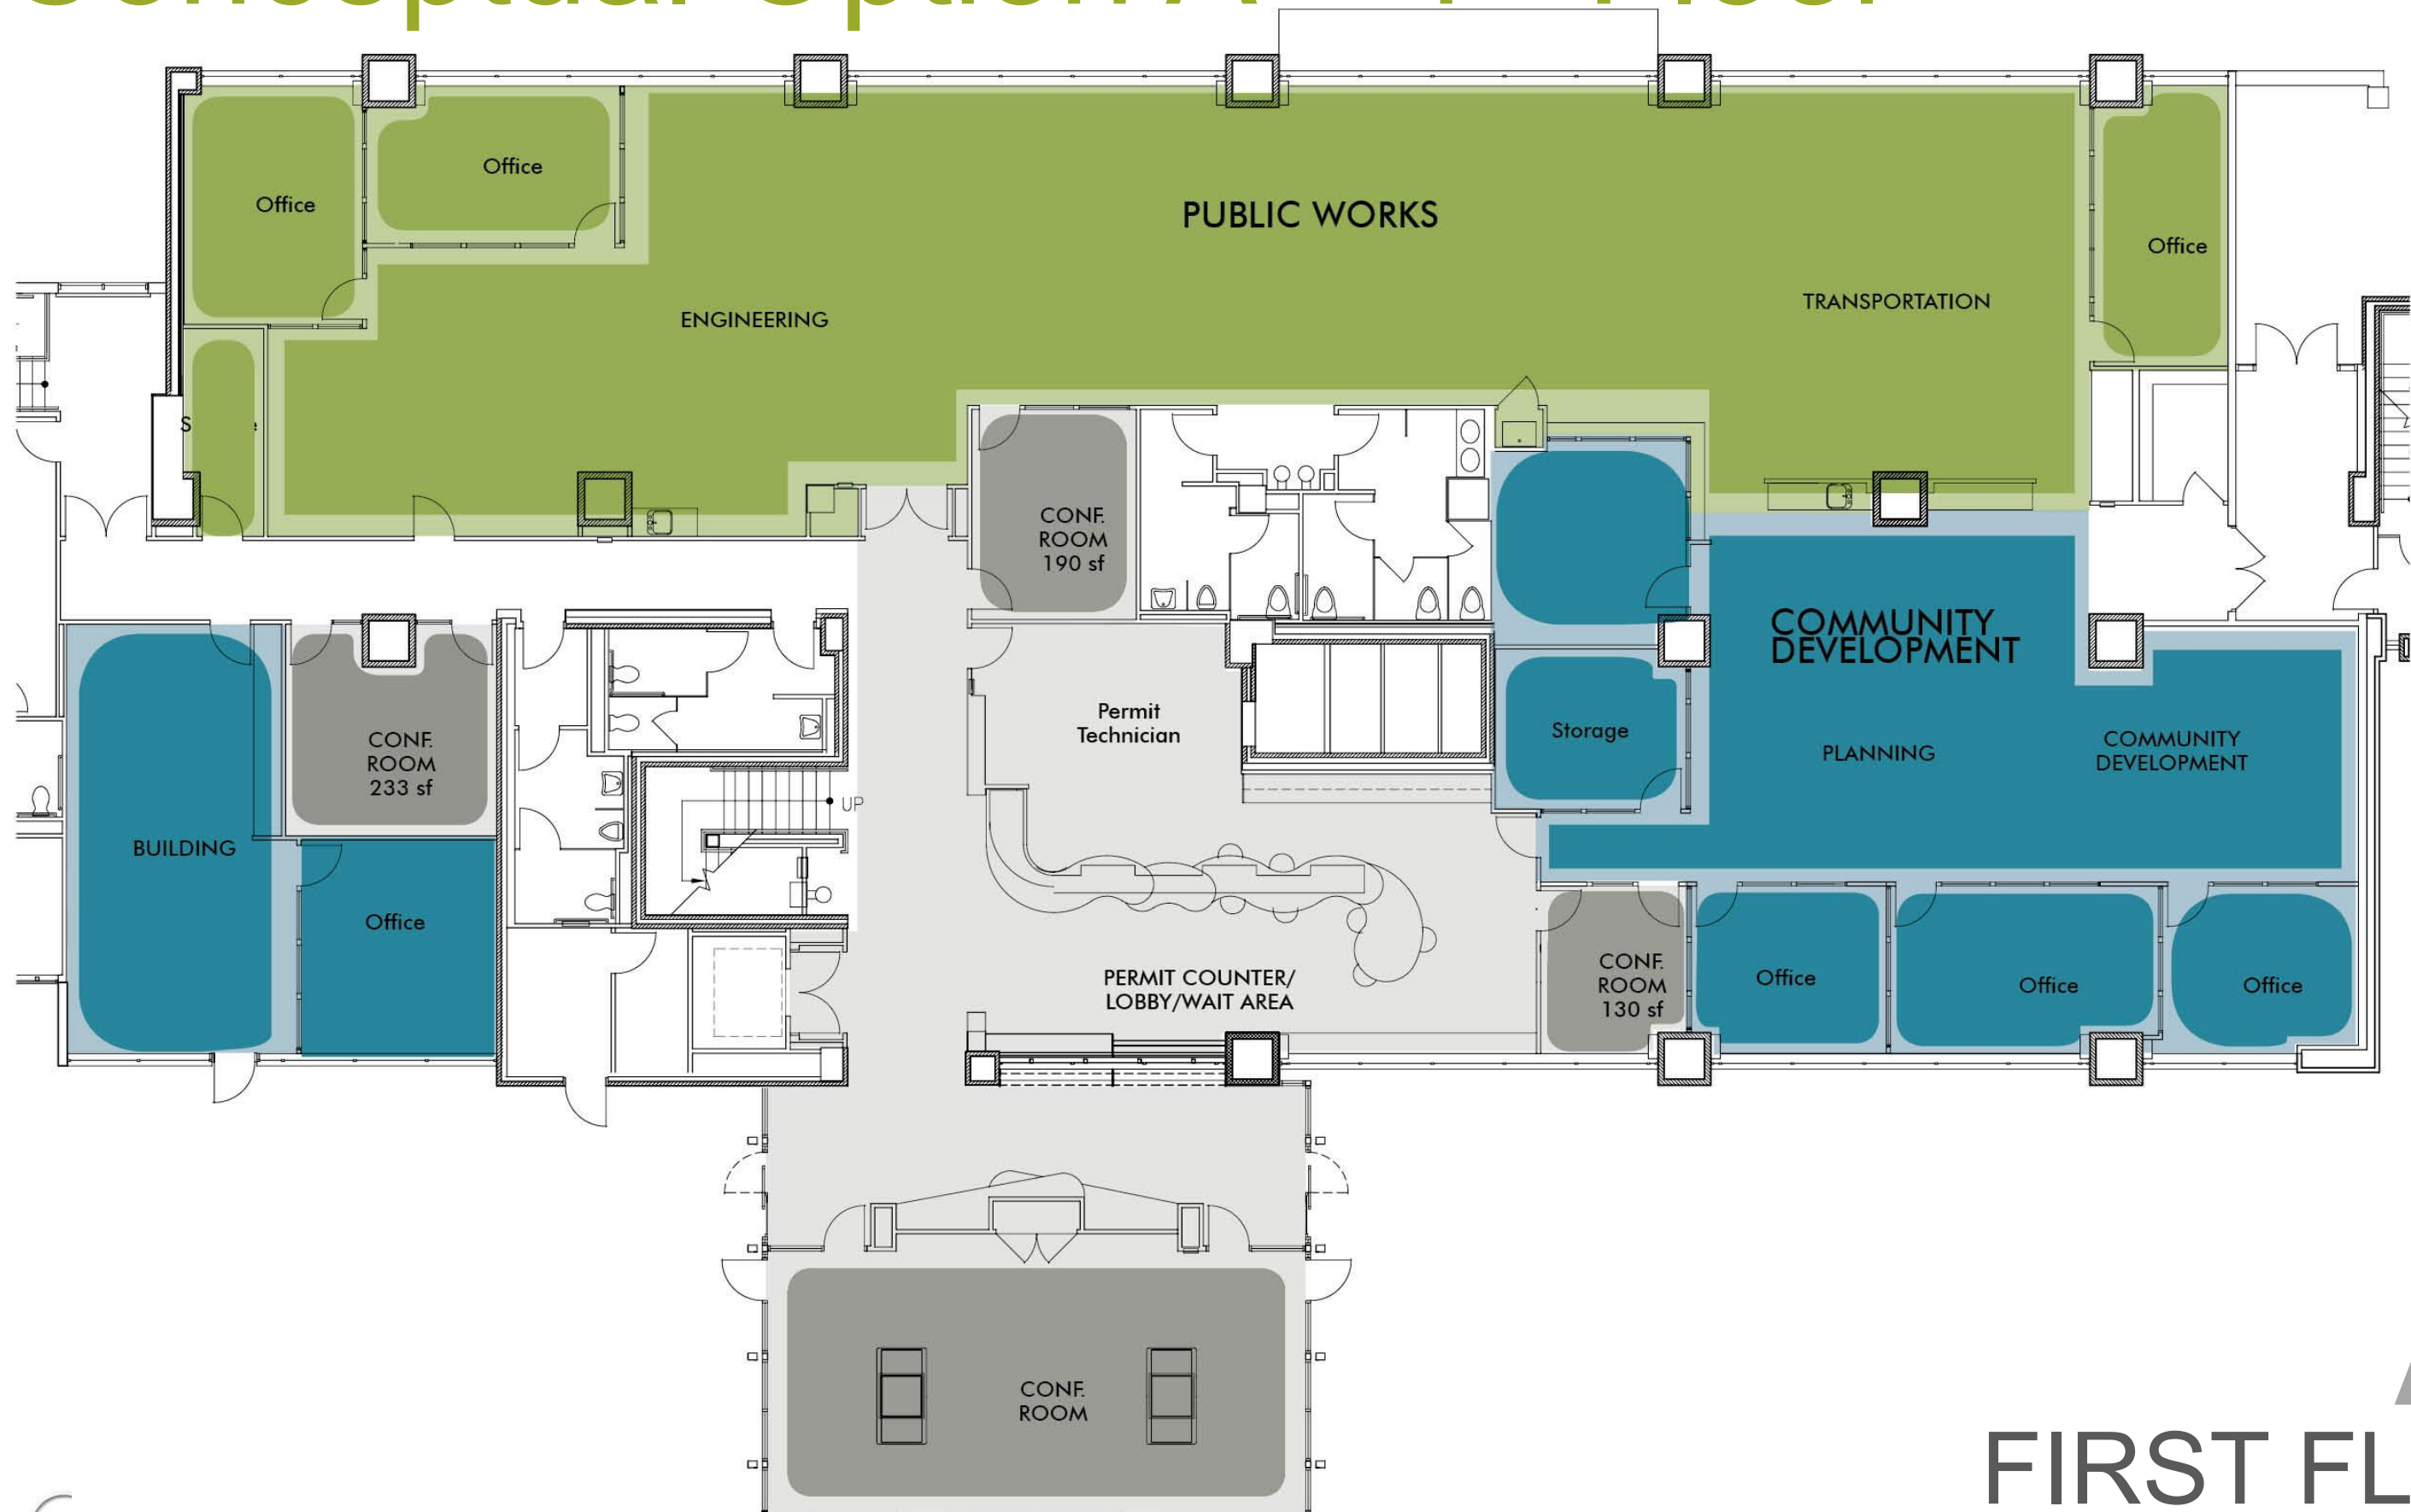 Office
Office
PUBLIC WORKS
Office
TRANSPORTATION
ENGINEERING
CONF.
ROOM
190 sf
COMMUNITY
DEVELOPMENT
Permit
Technician
Storage
PLANNING
COMMUNITY
DEVELOPMENT
CONF.
ROOM
233 sf
UP
BUILDING
Office
PERMIT COUNTER/
LOBBY/WAIT AREA
CONF.
ROOM
130 sf
Office
Office
Office
CONF.
ROOM
FIRST FL